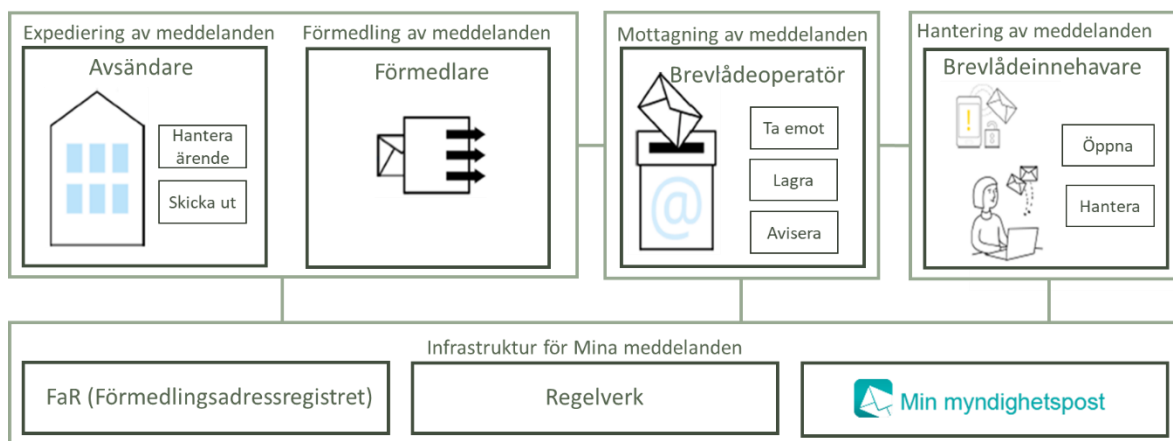 Expediering av meddelanden
Avsändare
Hantera
ärende
Skicka ut
Förmedling av meddelanden
Förmedlare
Mottagning av meddelanden
Brevlådeoperatör
@
Ta emot
Lagra
Avisera
Hantering av meddelanden
Brevlådeinnehavare
!
Öppna
Hantera
Infrastruktur för Mina meddelanden
FaR (Förmedlingsadressregistret)
Regelverk
Min myndighetspost